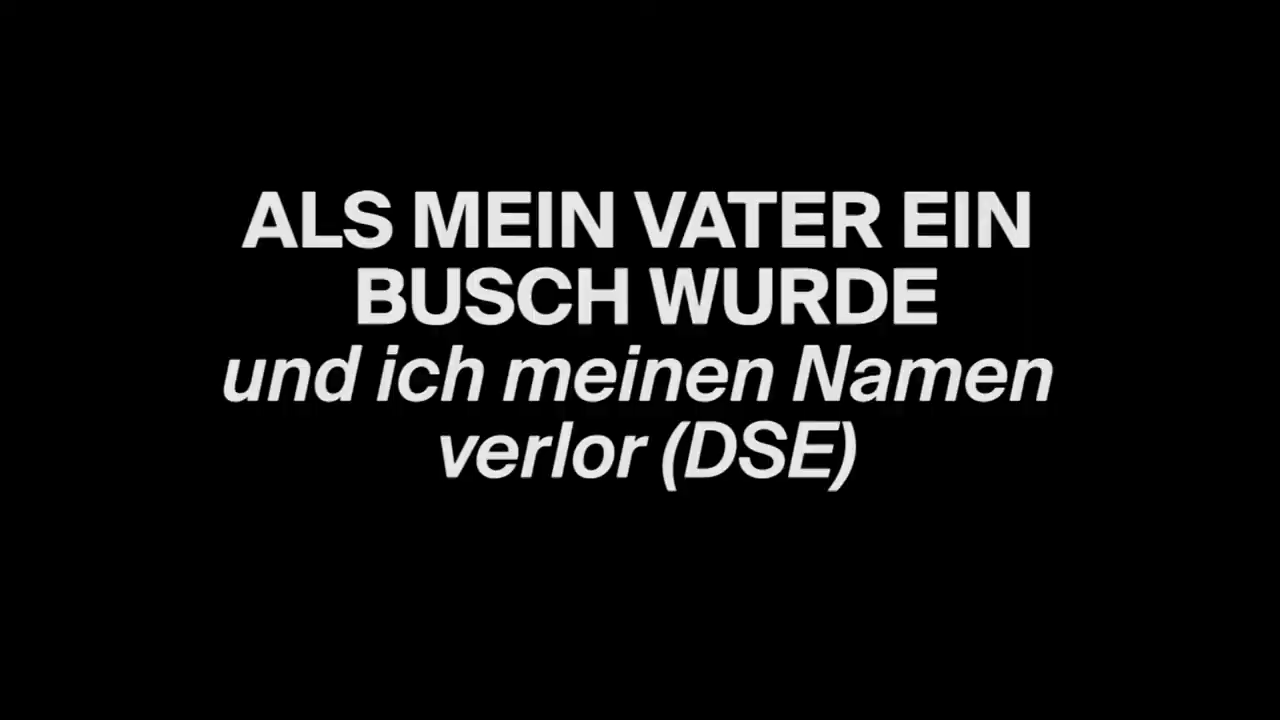 ALS MEIN VATER EIN
BUSCH WURDE
und ich meinen Namen
verlor (DSE)